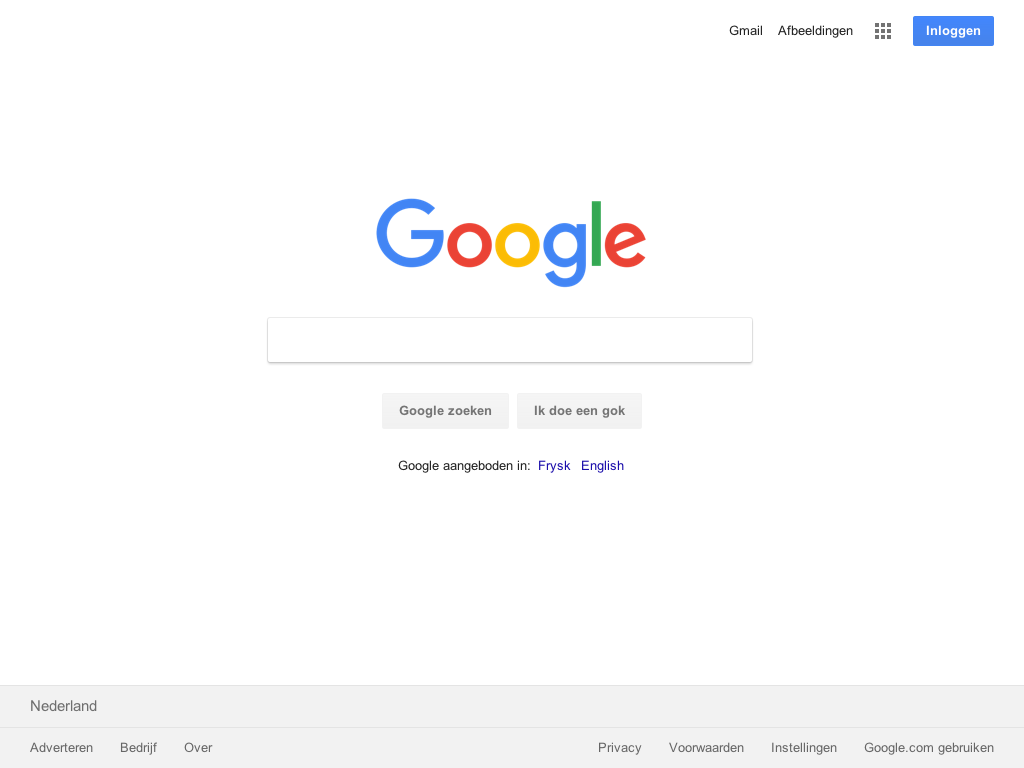 Gmail Afbeeldingen Inloggen
Google
Google zoeken Ik doe een gok
Google aangeboden in: Frysk English
Nederland
Adverteren Bedrijf Over Privacy Voorwaarden Instellingen Google.com gebruiken